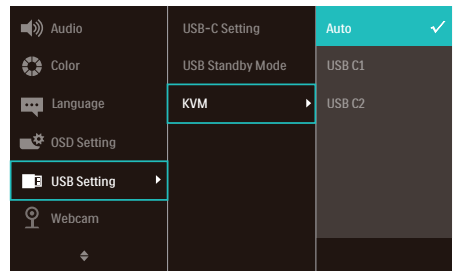 Audio
Color
Language
OSD Setting
USB Setting
Webcam
USB-C Setting
USB Standby Mode
KVM
Auto
USB C1
USB C2